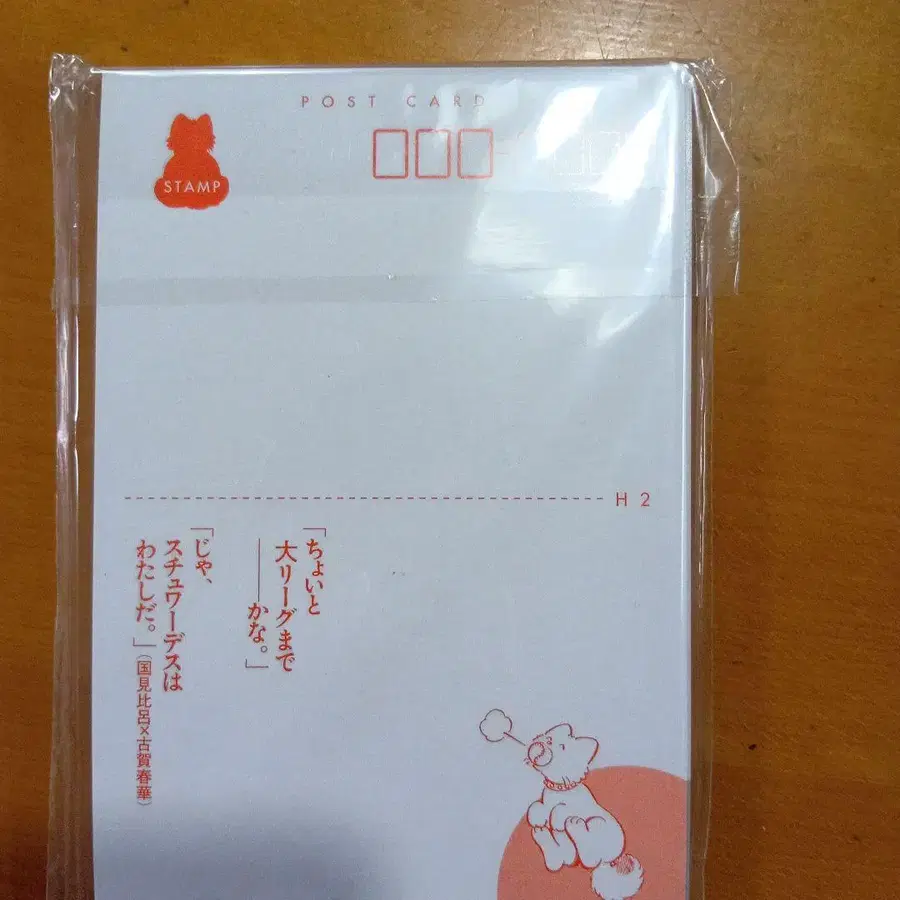 POST CARD
STAMP
H2
「ちょいと
大リーグまで
――かな。」
「じゃ、
スチュワーデスは
わたしだ。」(国見比呂×古賀春華)